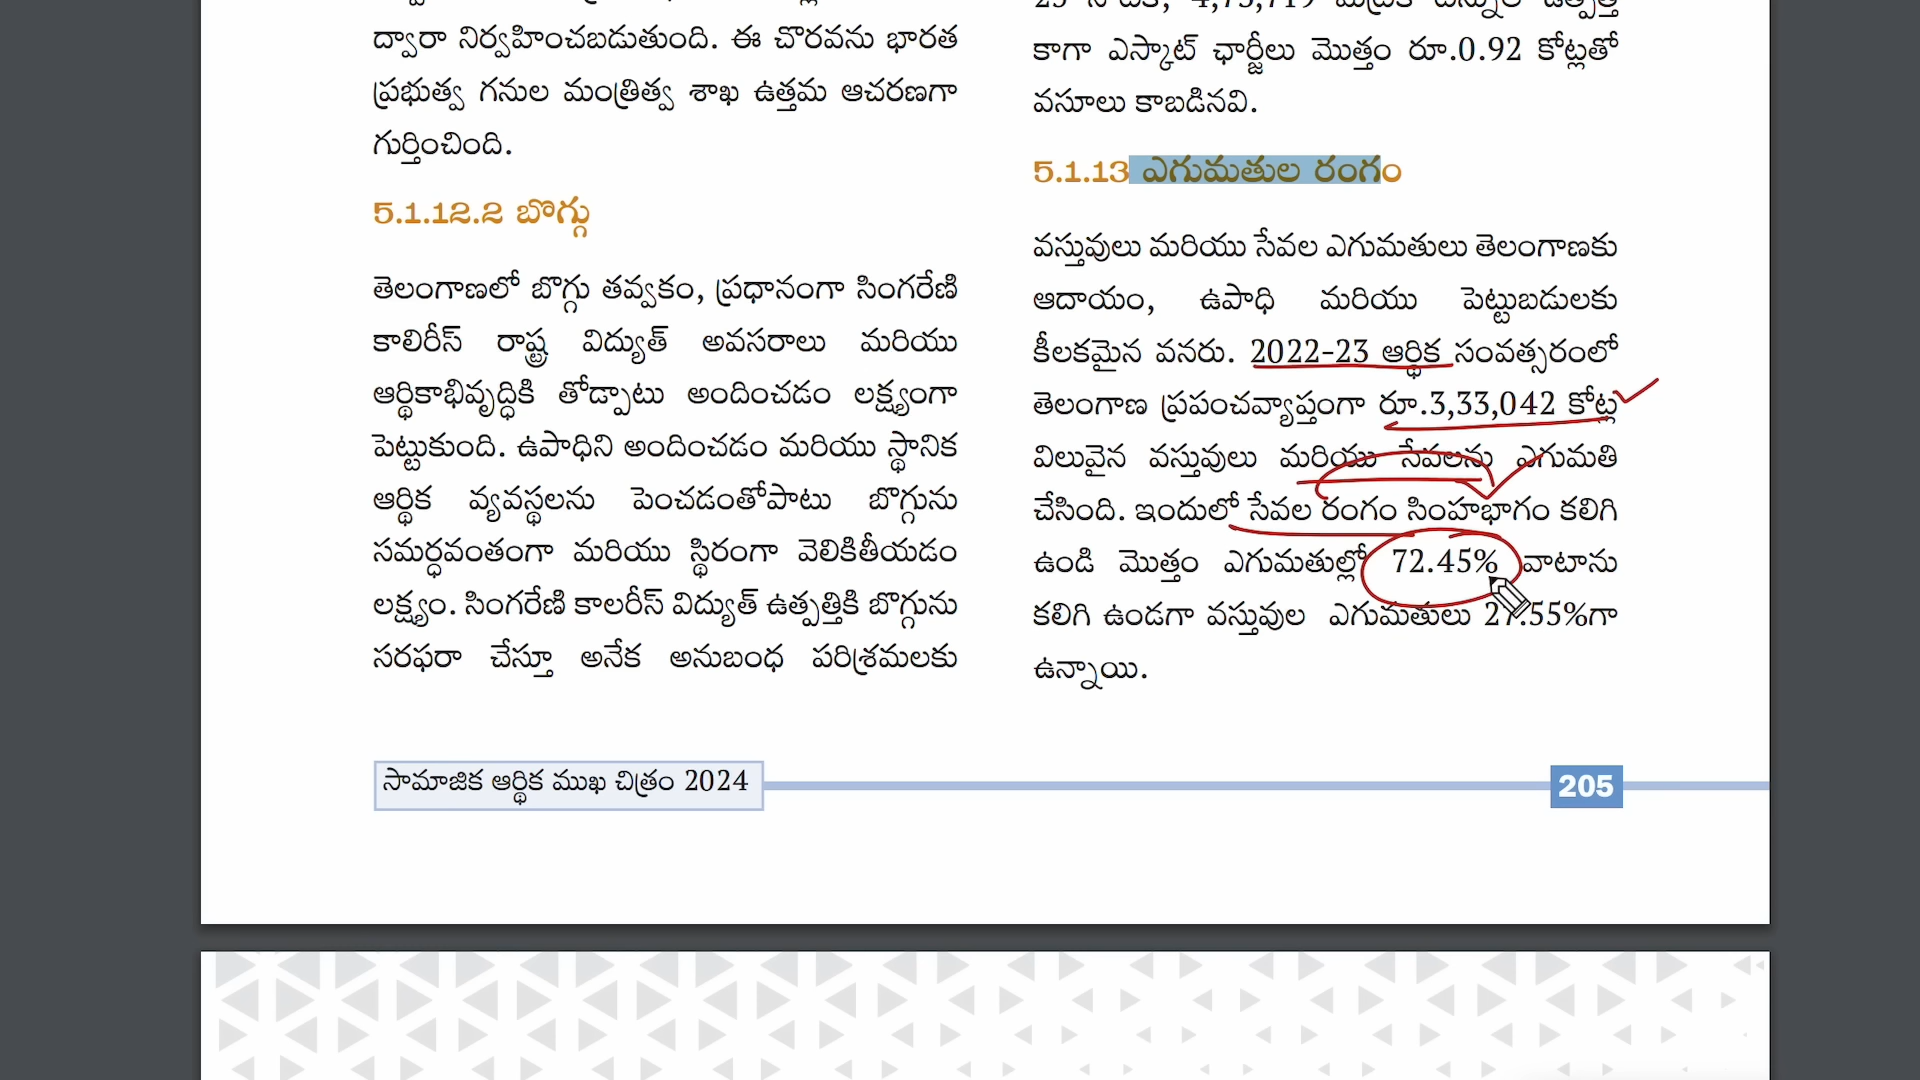 ద్వారా నిర్వహించబడుతుంది. ఈ చొరవను భారత
ప్రభుత్వ గనుల మంత్రిత్వ శాఖ ఉత్తమ ఆచరణగా
గుర్తించింది.
5.1.12.2 బొగ్గు
తెలంగాణలో బొగ్గు తవ్వకం, ప్రధానంగా సింగరేణి
కాలిరీస్ రాష్ట్ర విద్యుత్ అవసరాలు మరియు
ఆర్థికాభివృద్ధికి తోడ్పాటు అందించడం లక్ష్యంగా
పెట్టుకుంది. ఉపాధిని అందించడం మరియు స్థానిక
ఆర్థిక వ్యవస్థలను పెంచడంతోపాటు బొగ్గును
సమర్ధవంతంగా మరియు స్థిరంగా వెలికితీయడం
లక్ష్యం. సింగరేణి కాలరీస్ విద్యుత్ ఉత్పత్తికి బొగ్గును
సరఫరా చేస్తూ అనేక అనుబంధ పరిశ్రమలకు
కాగా ఎస్కాట్ ఛార్జీలు మొత్తం రూ.0.92 కోట్లతో
వసూలు కాబడినవి.
5.1.13 ఎగుమతుల రంగం
వస్తువులు మరియు సేవల ఎగుమతులు తెలంగాణకు
ఆదాయం, ఉపాధి మరియు పెట్టుబడులకు
కీలకమైన వనరు. 2022-23 ఆర్థిక సంవత్సరంలో
తెలంగాణ ప్రపంచవ్యాప్తంగా రూ.3,33,042 కోట్ల
విలువైన వస్తువులు మరియు సేవలను ఎగుమతి
చేసింది. ఇందులో సేవల రంగం సింహభాగం కలిగి
ఉండి మొత్తం ఎగుమతుల్లో 72.45% వాటాను
కలిగి ఉండగా వస్తువుల ఎగుమతులు 27.55%గా
ఉన్నాయి.
సామాజిక ఆర్థిక ముఖ చిత్రం 2024
205